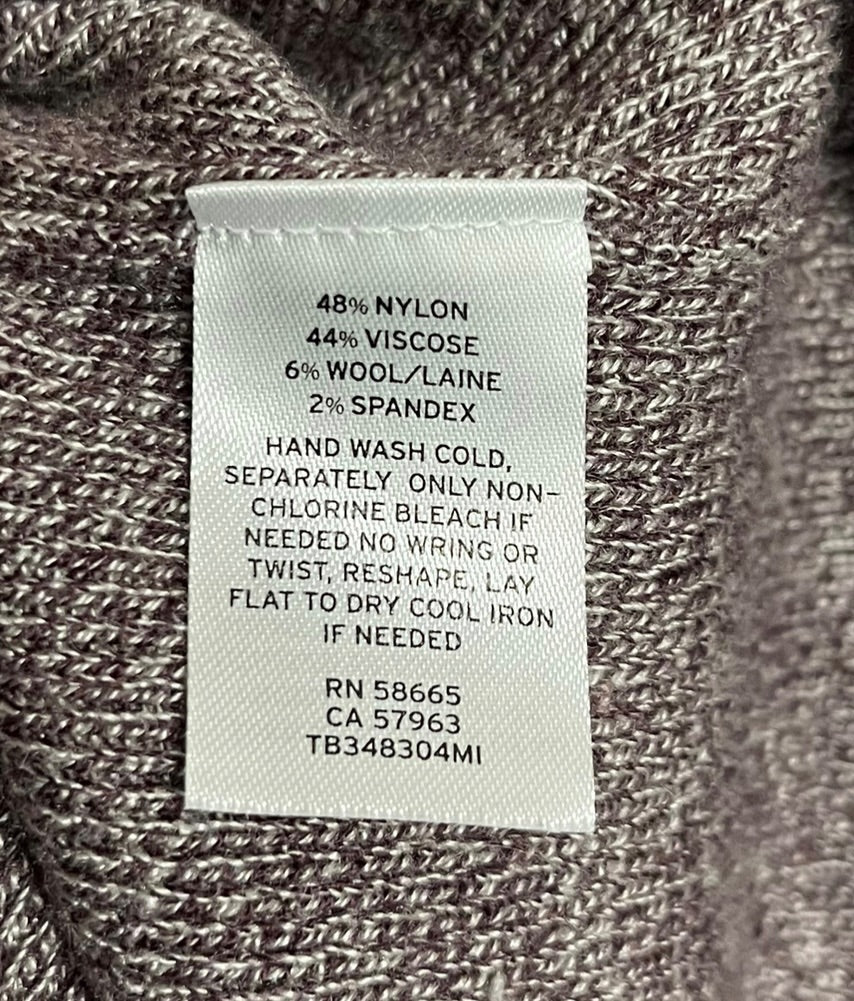 48% NYLON
44% VISCOSE
6% WOOL/LAINE
2% SPANDEX
HAND WASH COLD,
SEPARATELY ONLY NON-
CHLORINE BLEACH IF
NEEDED NO WRING OR
TWIST, RESHAPE, LAY
FLAT TO DRY COOL IRON
IF NEEDED
RN 58665
CA 57963
TB348304MI